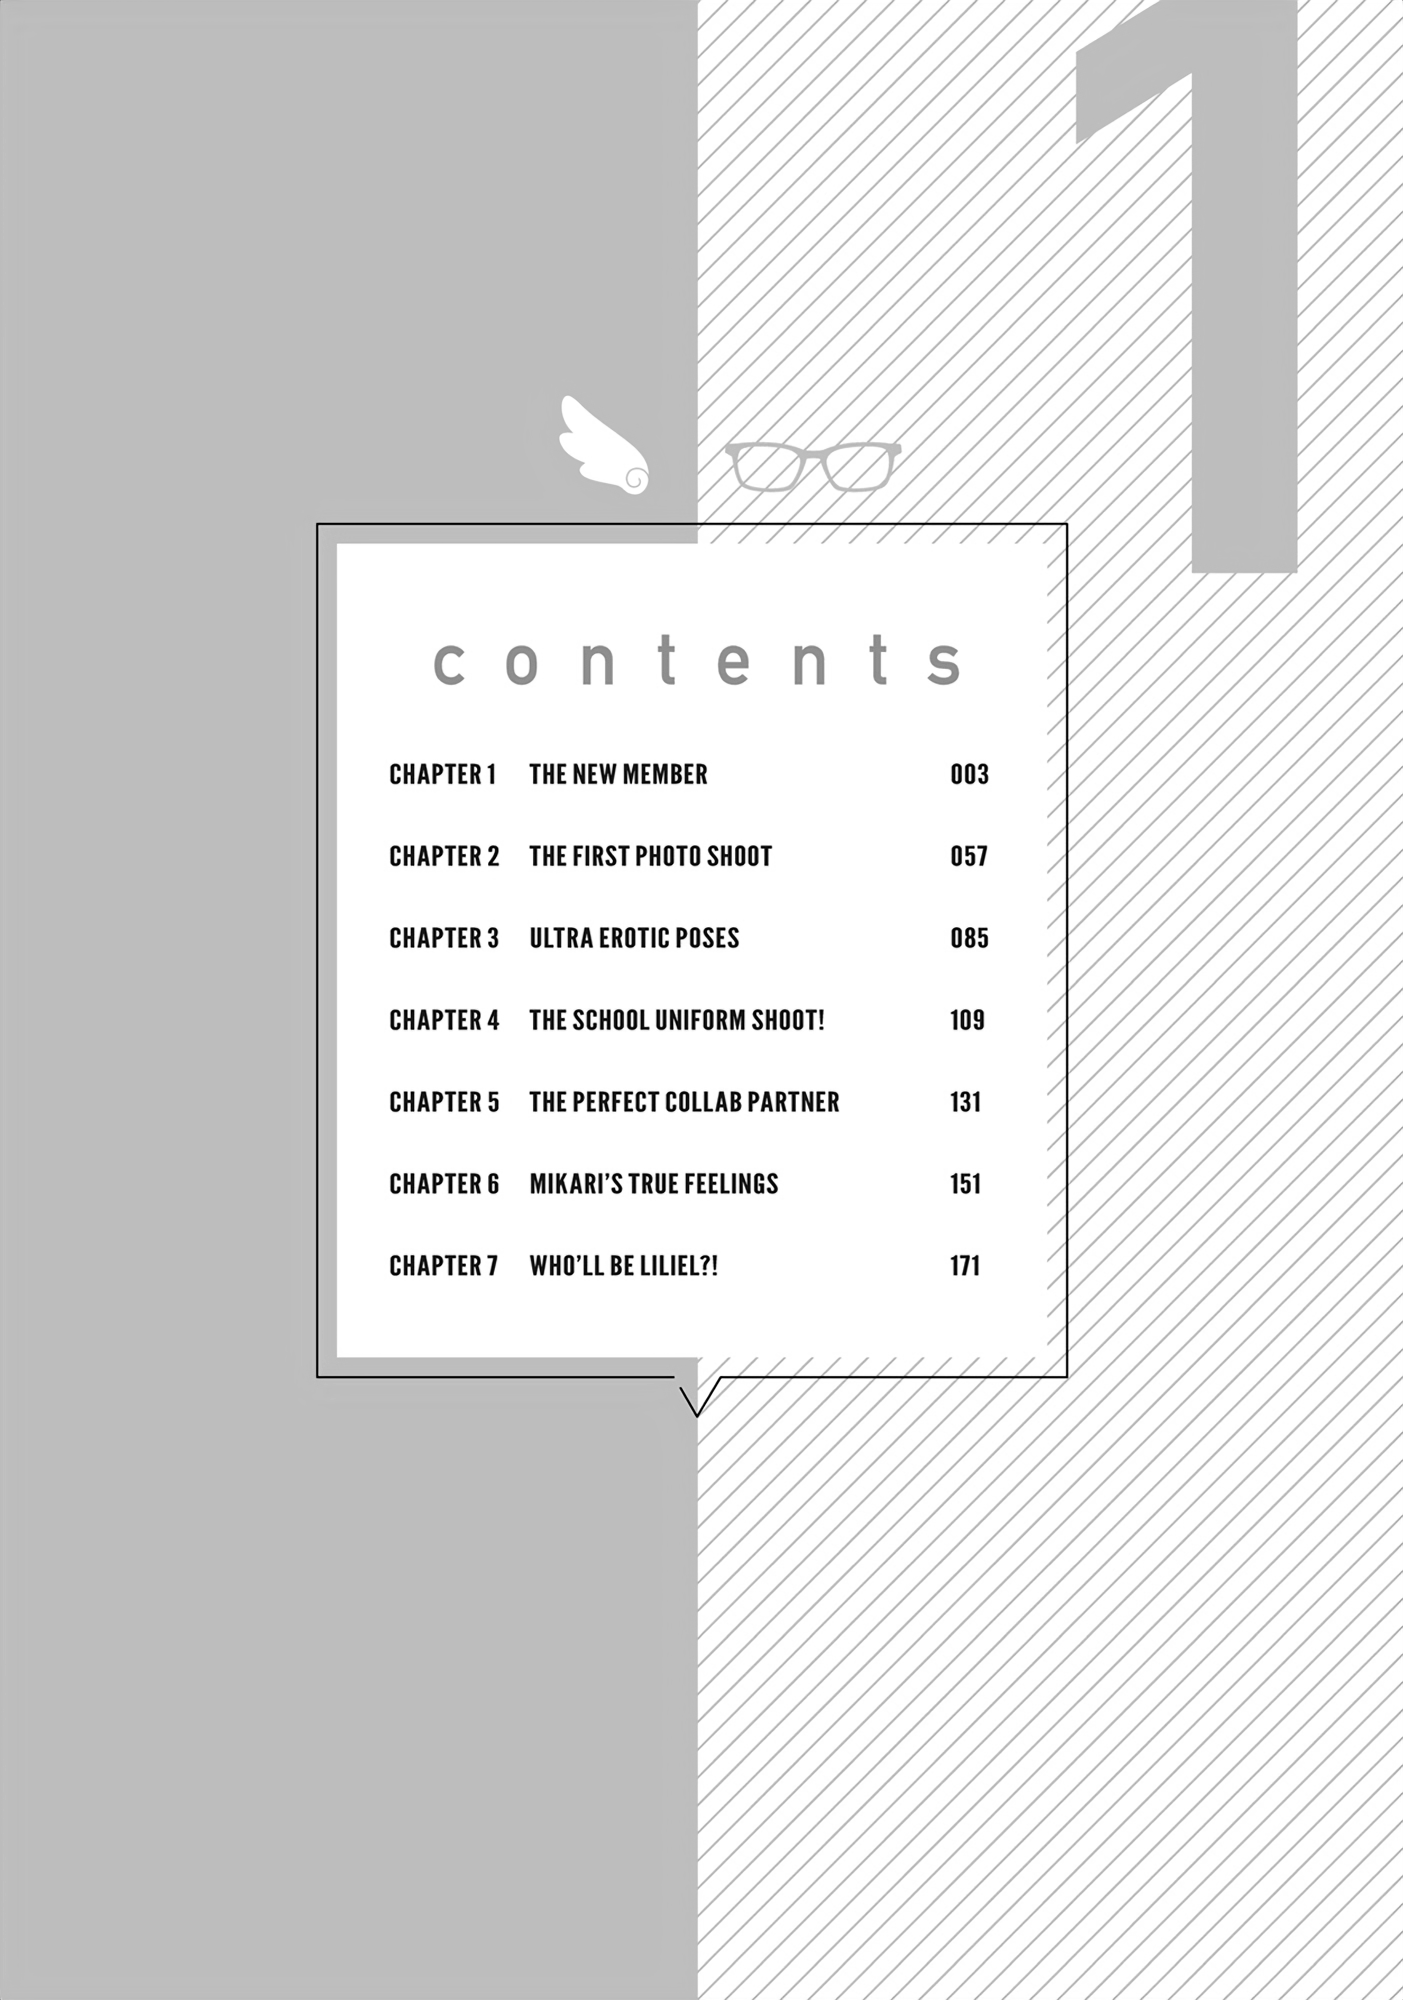 1
contents
CHAPTER 1 THE NEW MEMBER 003
CHAPTER 2 THE FIRST PHOTO SHOOT 057
CHAPTER 3 ULTRA EROTIC POSES 085
CHAPTER 4 THE SCHOOL UNIFORM SHOOT! 109
CHAPTER 5 THE PERFECT COLLAB PARTNER 131
CHAPTER 6 MIKARI'S TRUE FEELINGS 151
CHAPTER 7 WHO'LL BE LILIEL?! 171